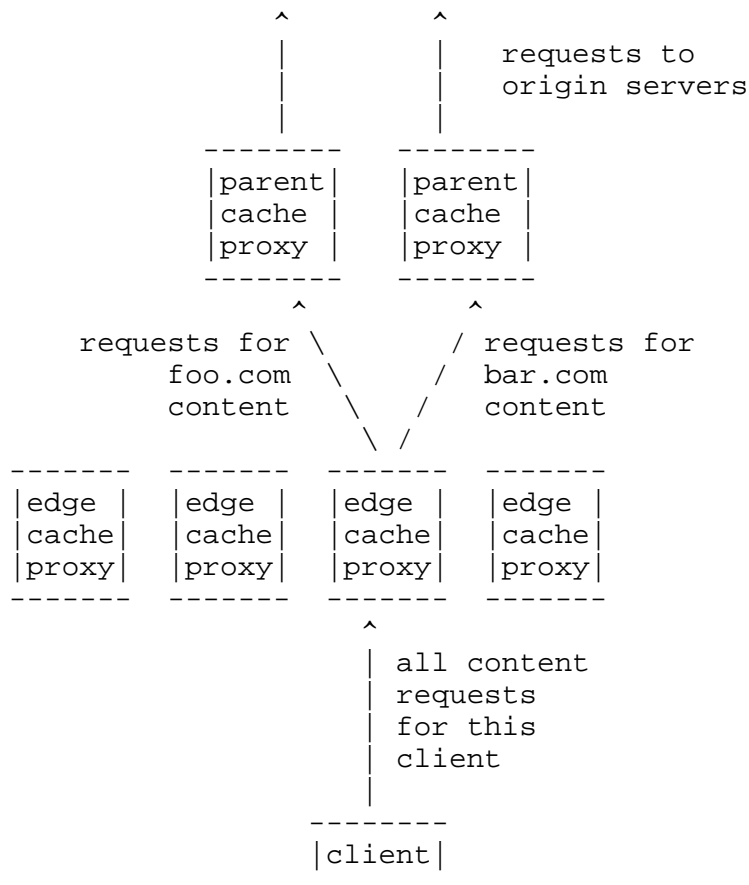 ^          ^
|          |   requests to
|          |   origin servers
|          |
--------   --------
|parent|   |parent|
|cache |   |cache |
|proxy |   |proxy |
--------   --------
^          ^
requests for \       / requests for
foo.com  \     /  bar.com
content   \   /   content
\ /
-------  -------  -------  -------
|edge |  |edge |  |edge |  |edge |
|cache|  |cache|  |cache|  |cache|
|proxy|  |proxy|  |proxy|  |proxy|
-------  -------  -------  -------
^
| all content
| requests
| for this
| client
|
--------
|client|